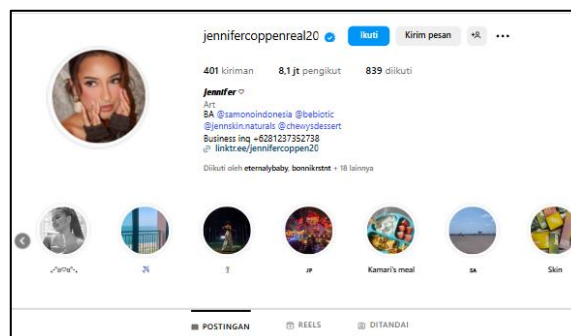 jennifercoppenreal20 Ikuti Kirim pesan
401 kiriman 8,1 jt pengikut 839 diikuti
Jennifer ♡
Art
BA @samonoindonesia @bebiotic
@jennskin.naturals @chewysdessert
Business inq +6281237352738
linktr.ee/jennifercoppen20
Diikuti oleh eternalybaby, bonnikrstnt + 18 lainnya
JP Kamari's meal SA Skin
POSTINGAN REELS DITANDAI